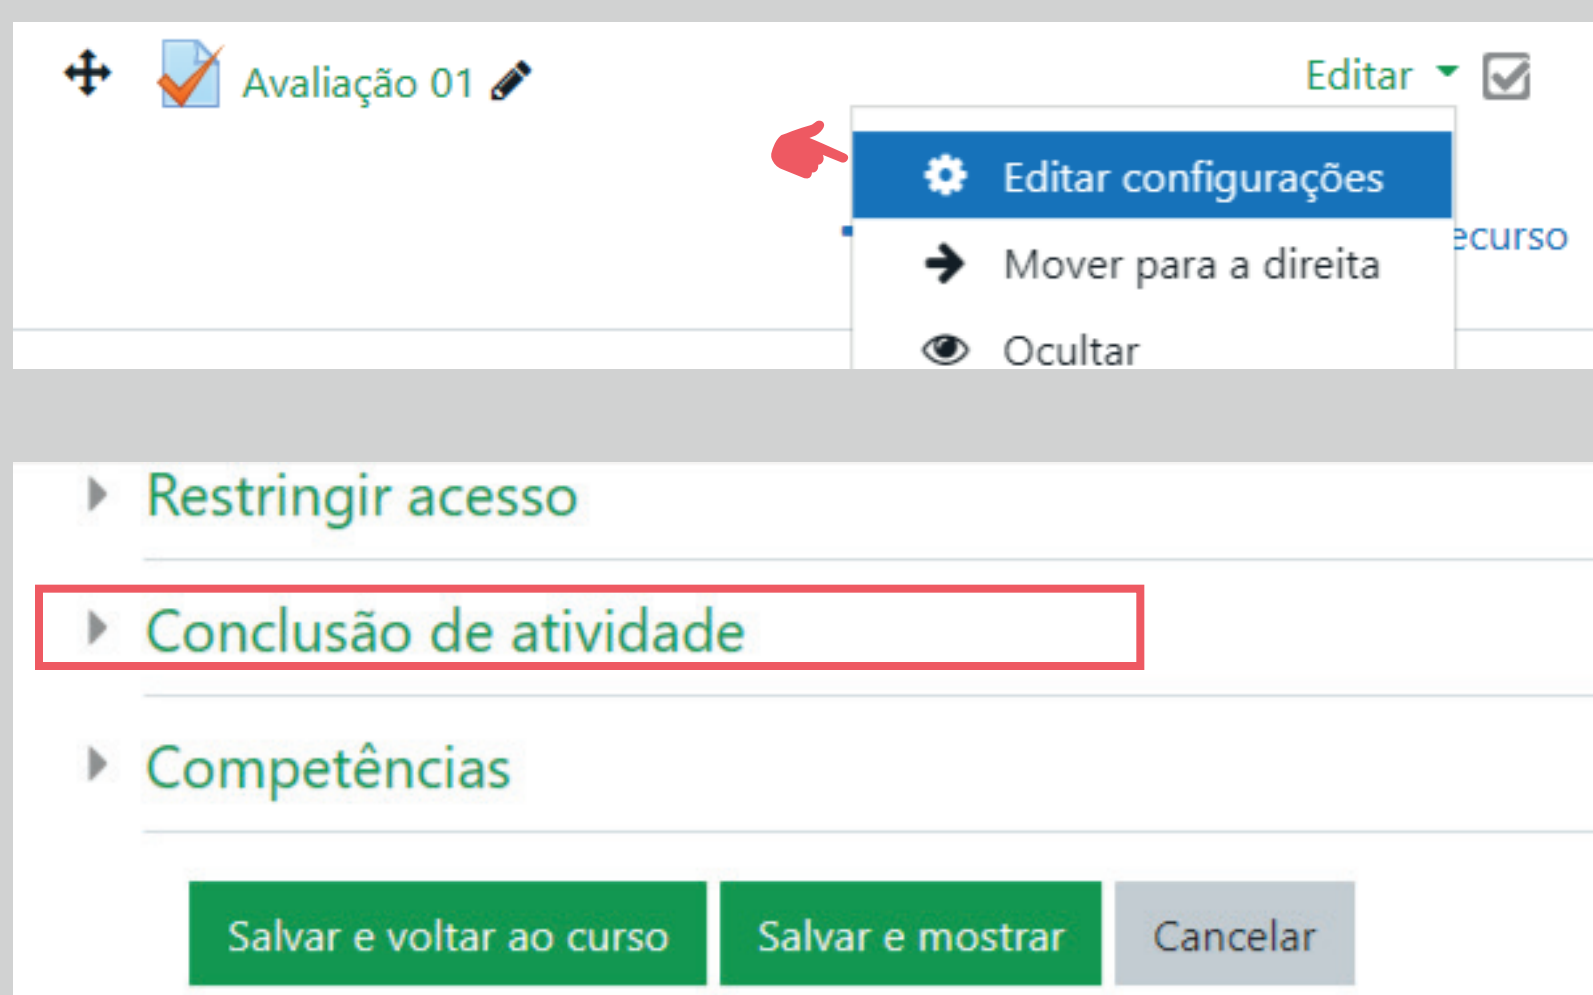 Avaliação 01
Editar
Editar configurações
ecurso
Mover para a direita
Ocultar
Restringir acesso
Conclusão de atividade
Competências
Salvar e voltar ao curso
Salvar e mostrar
Cancelar